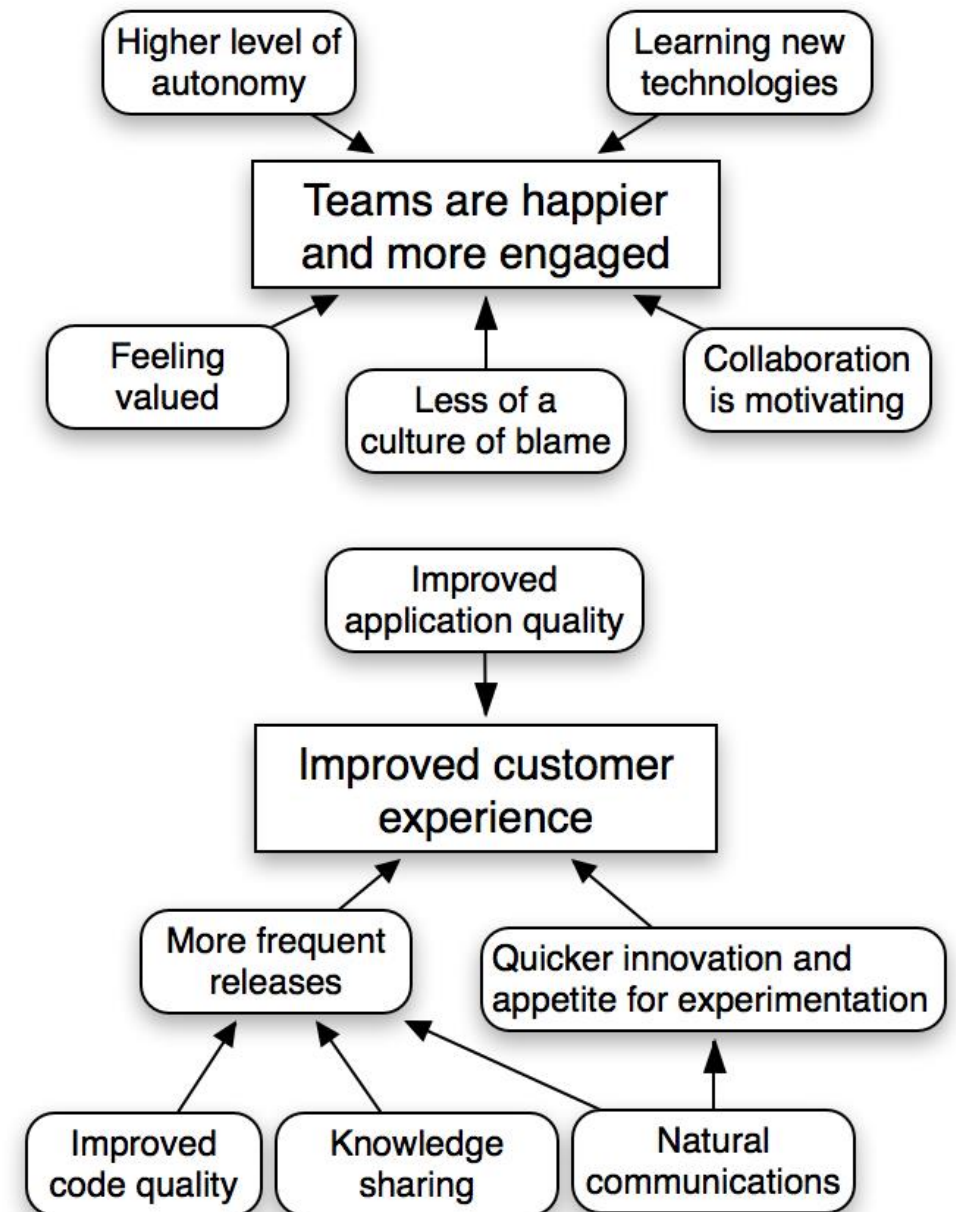 Higher level of
autonomy
Learning new
technologies
Teams are happier
and more engaged
Feeling
valued
Less of a
culture of blame
Collaboration
is motivating
Improved
application quality
Improved customer
experience
More frequent
releases
Quicker innovation and
appetite for experimentation
Improved
code quality
Knowledge
sharing
Natural
communications